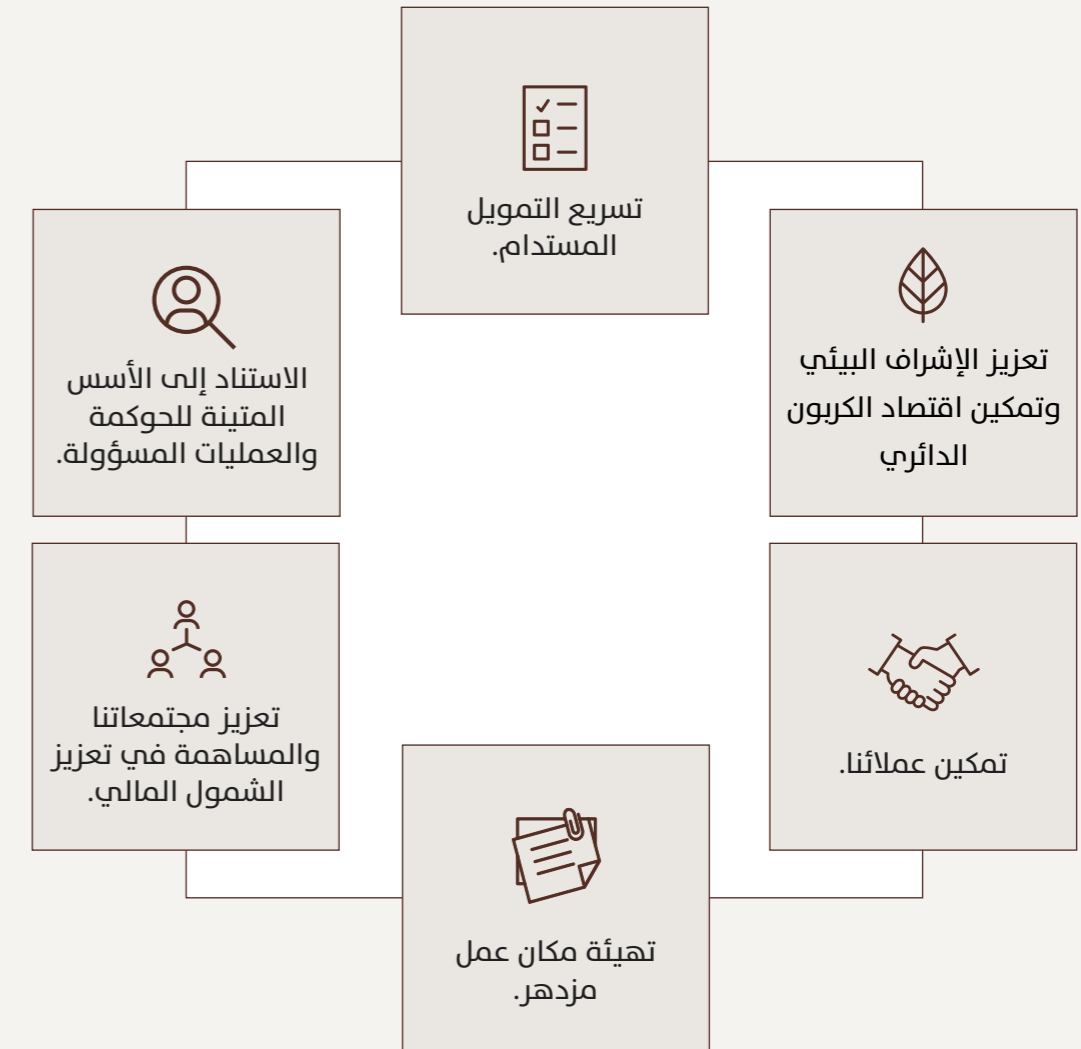 تسريع التمويل
المستدام.
تعزيز الإشراف البيئي
وتمكين اقتصاد الكربون
الدائري
الاستناد إلى الأسس
المتينة للحوكمة
والعمليات المسؤولة.
تمكين عملائنا.
تعزيز مجتمعاتنا
والمساهمة في تعزيز
الشمول المالي.
تهيئة مكان عمل
مزدهر.